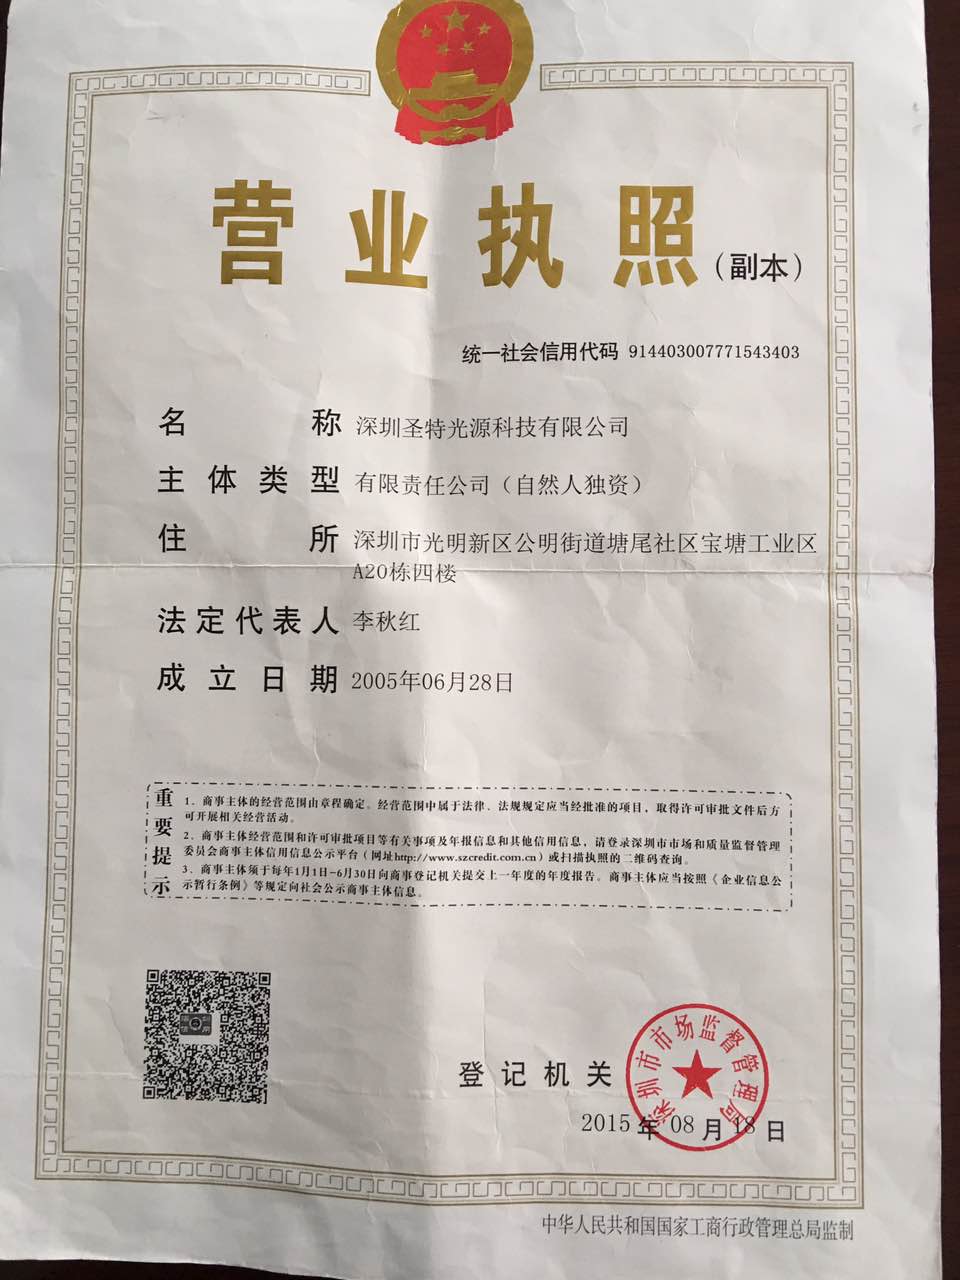 营业执照(副本)
统一社会信用代码 914403007771543403
名称 深圳圣特光源科技有限公司
主体类型 有限责任公司（自然人独资）
住所 深圳市光明新区公明街道塘尾社区宝塘工业区
A20栋四楼
法定代表人 李秋红
成立日期 2005年06月28日
重要提示
1．商事主体的经营范围由章程确定。经营范围中属于法律、法规规定应当经批准的项目，取得许可审批文件后方
可开展相关经营活动。
2．商事主体经营范围和许可审批项目等有关事项及年报信息和其他信用信息，请登录深圳市市场和质量监督管理
委员会商事主体信用信息公示平台（网址http://www.szcredit.com.cn）或扫描执照的二维码查询。
3．商事主体须于每年1月1日-6月30日向商事登记机关提交上一年度的年度报告。商事主体应当按照《企业信息公
示暂行条例》等规定向社会公示商事主体信息。
登记机关
深圳市市场监督管理局
2015年08月18日
中华人民共和国国家工商行政管理总局监制